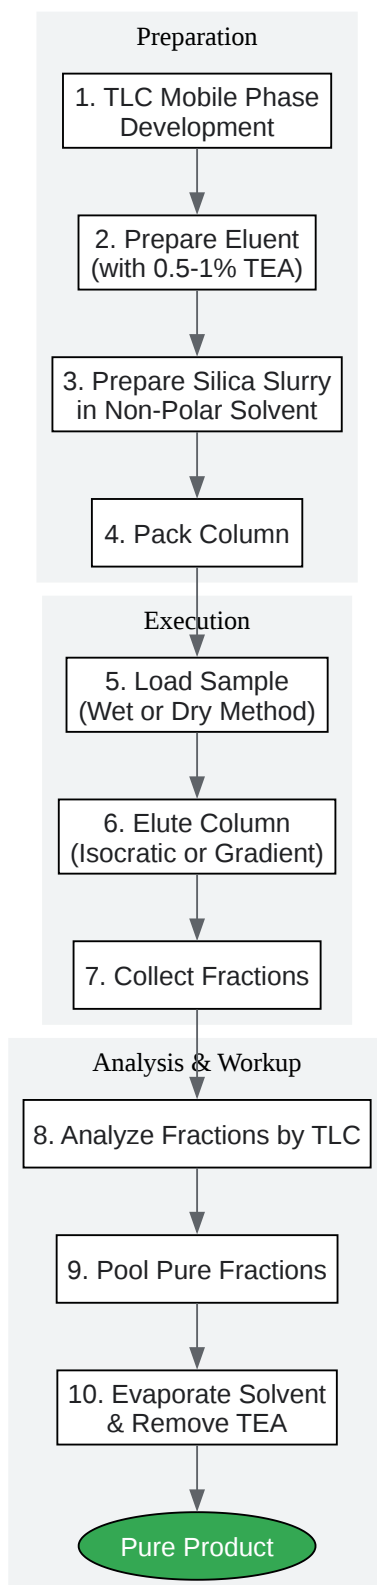 Preparation
1. TLC Mobile Phase
Development
2. Prepare Eluent
(with 0.5-1% TEA)
3. Prepare Silica Slurry
in Non-Polar Solvent
4. Pack Column
Execution
5. Load Sample
(Wet or Dry Method)
6. Elute Column
(Isocratic or Gradient)
7. Collect Fractions
Analysis & Workup
8. Analyze Fractions by TLC
9. Pool Pure Fractions
10. Evaporate Solvent
& Remove TEA
Pure Product